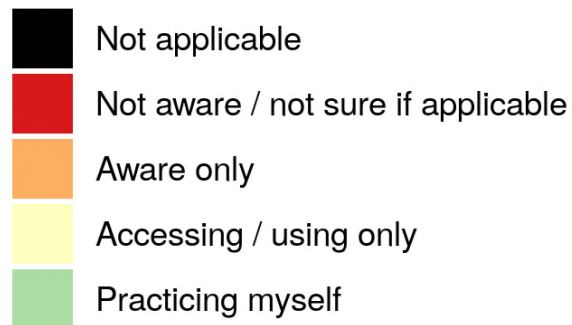 Not applicable
Not aware / not sure if applicable
Aware only
Accessing / using only
Practicing myself